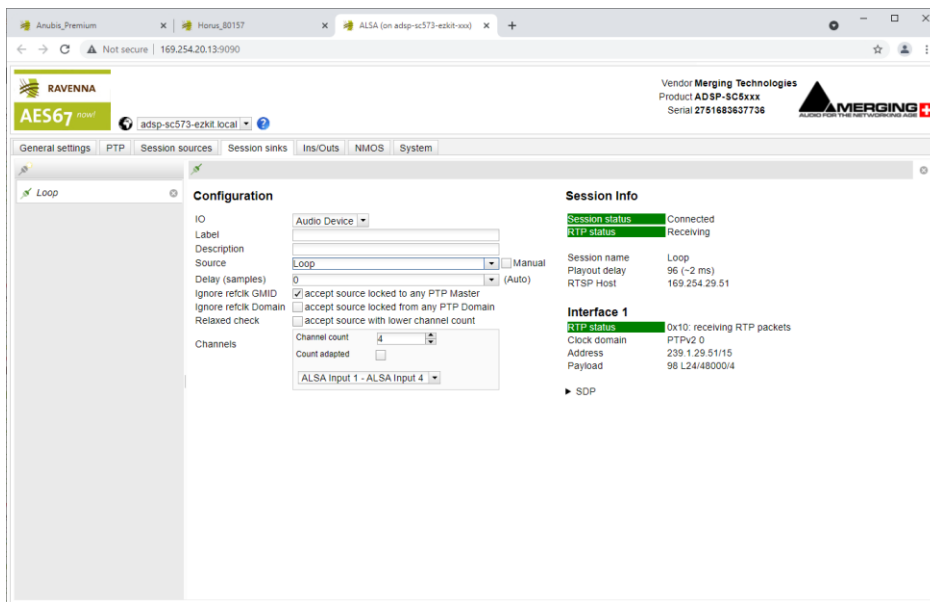 Anubis_Premium
Horus_80157
ALSA (on adsp-sc573-ezkit-xxx)
Not secure | 169.254.20.13:9090
RAVENNA
AES67 now!
adsp-sc573-ezkit.local
Vendor Merging Technologies
Product ADSP-SC5xxx
Serial 2751683637736
MERGING
AUDIO FOR THE NETWORKING AGE
General settings PTP Session sources Session sinks Ins/Outs NMOS System
Loop
Configuration
IO Audio Device
Label
Description
Source Loop Manual
Delay (samples) 0 (Auto)
Ignore refclk GMID accept source locked to any PTP Master
Ignore refclk Domain accept source locked from any PTP Domain
Relaxed check accept source with lower channel count
Channels
Channel count 4
Count adapted
ALSA Input 1 - ALSA Input 4
Session Info
Session status Connected
RTP status Receiving
Session name Loop
Playout delay 96 (~2 ms)
RTSP Host 169.254.29.51
Interface 1
RTP status 0x10: receiving RTP packets
Clock domain PTPv2 0
Address 239.1.29.51/15
Payload 98 L24/48000/4
SDP